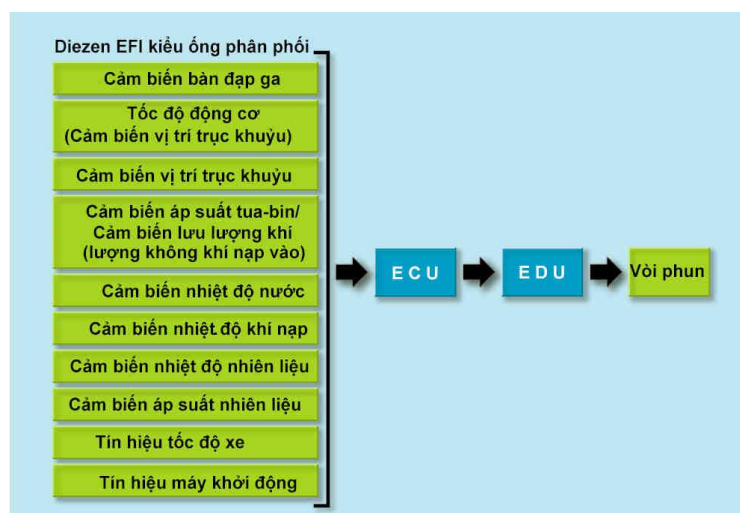 Diezen EFI kiểu ống phân phối
Cảm biến bàn đạp ga
Tốc độ động cơ
(Cảm biến vị trí trục khuỷu)
Cảm biến vị trí trục khuỷu
Cảm biến áp suất tua-bin/
Cảm biến lưu lượng khí
(lượng không khí nạp vào)
Cảm biến nhiệt độ nước
Cảm biến nhiệt độ khí nạp
Cảm biến nhiệt độ nhiên liệu
Cảm biến áp suất nhiên liệu
Tín hiệu tốc độ xe
Tín hiệu máy khởi động
ECU
EDU
Vòi phun